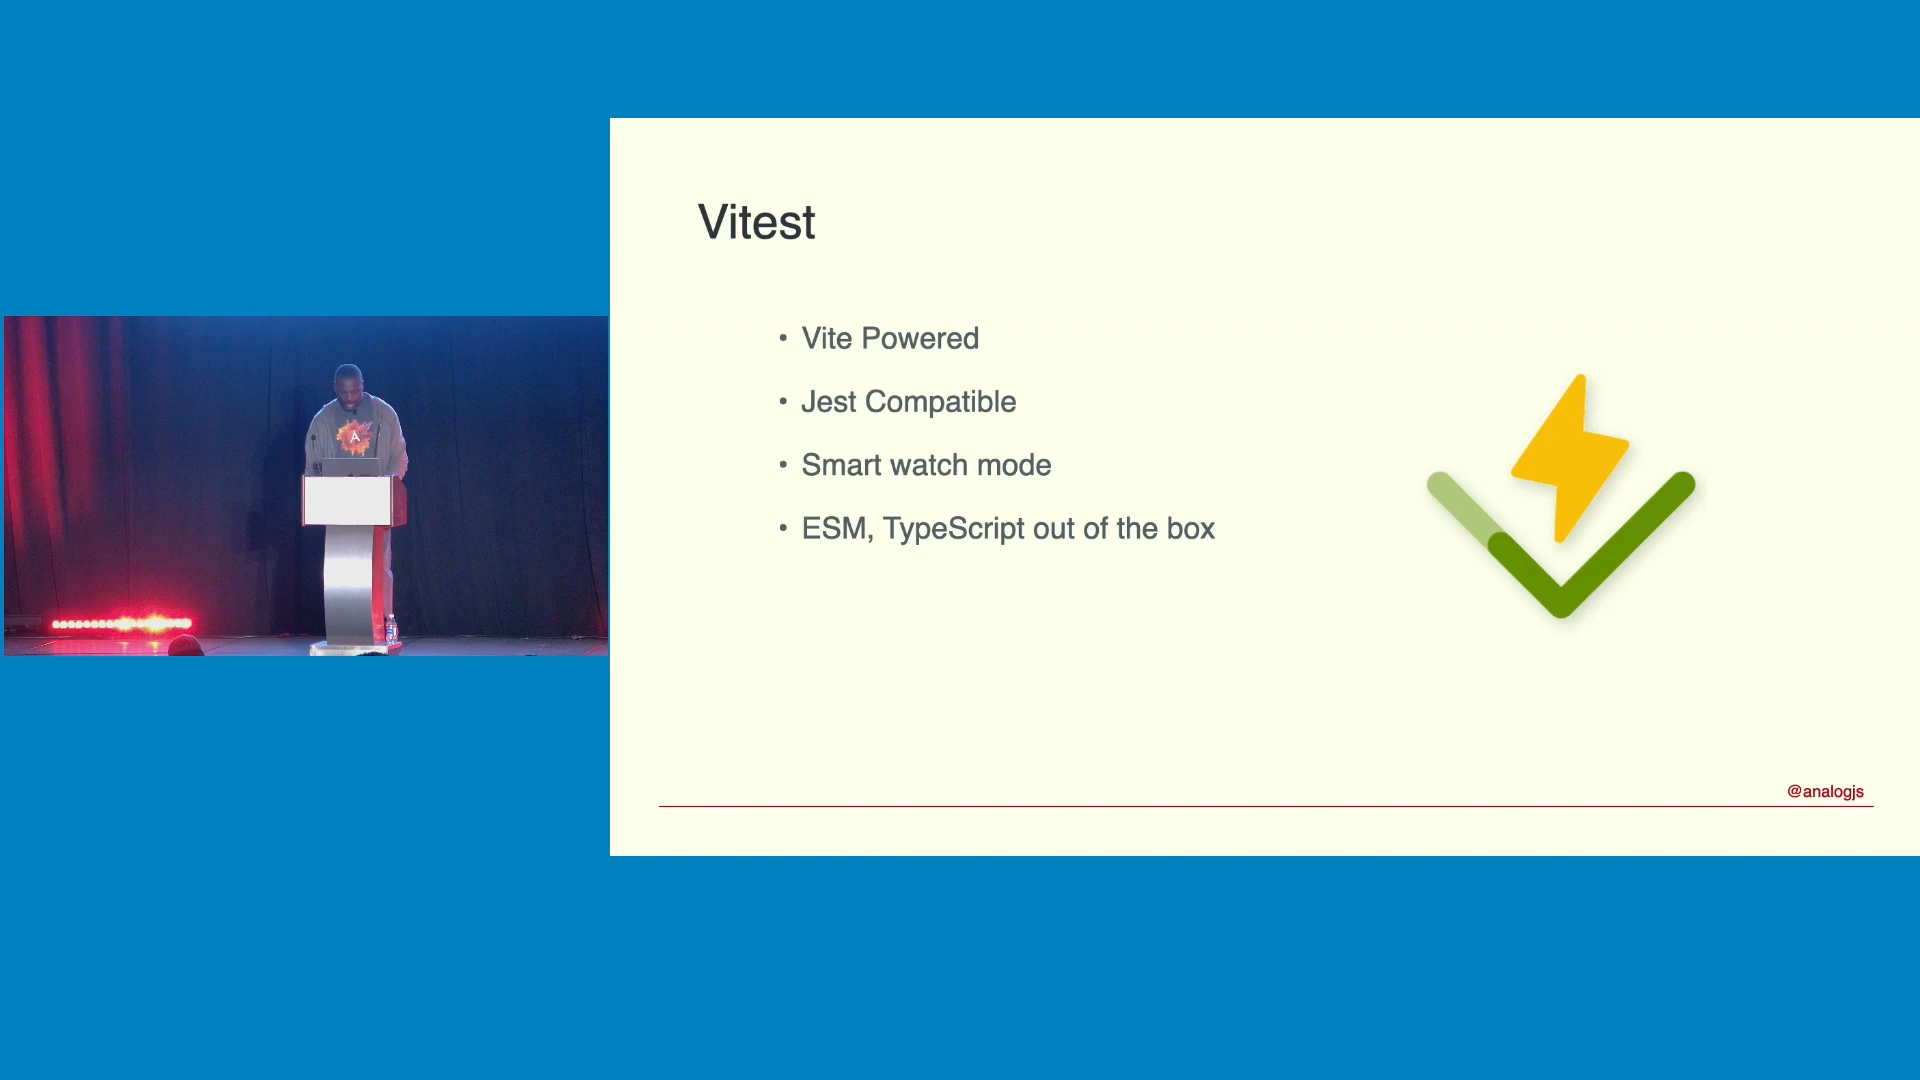 Vitest
• Vite Powered
• Jest Compatible
• Smart watch mode
• ESM, TypeScript out of the box
@analogjs
A